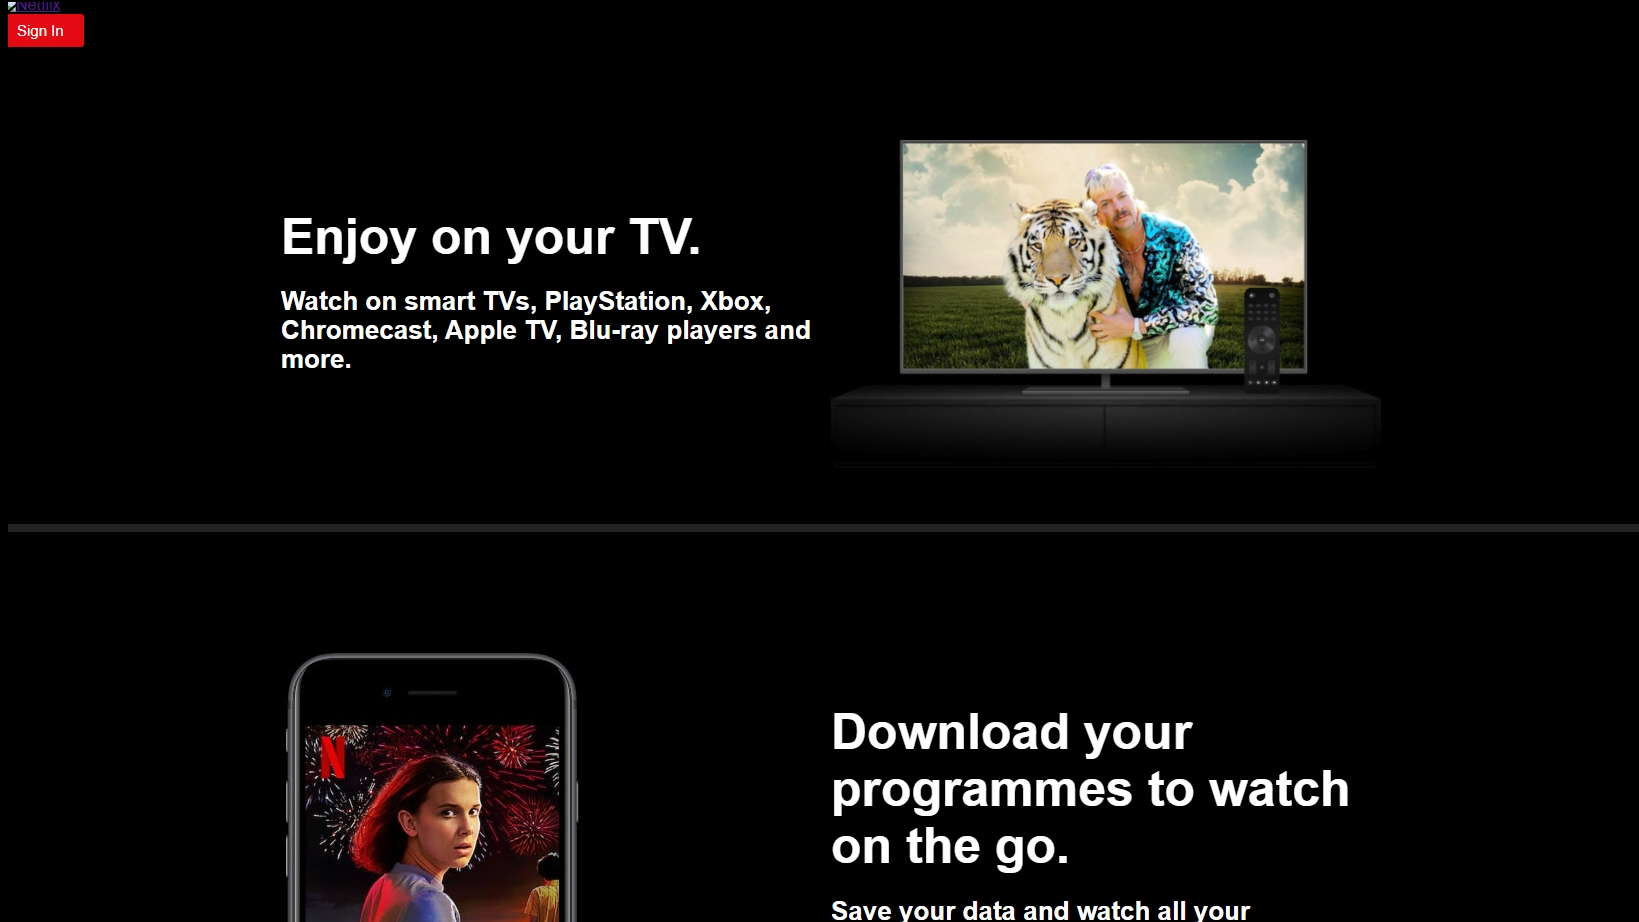 Netflix
Sign In
Enjoy on your TV.
Watch on smart TVs, PlayStation, Xbox,
Chromecast, Apple TV, Blu-ray players and
more.
N
Download your
programmes to watch
on the go.
Save your data and watch all your